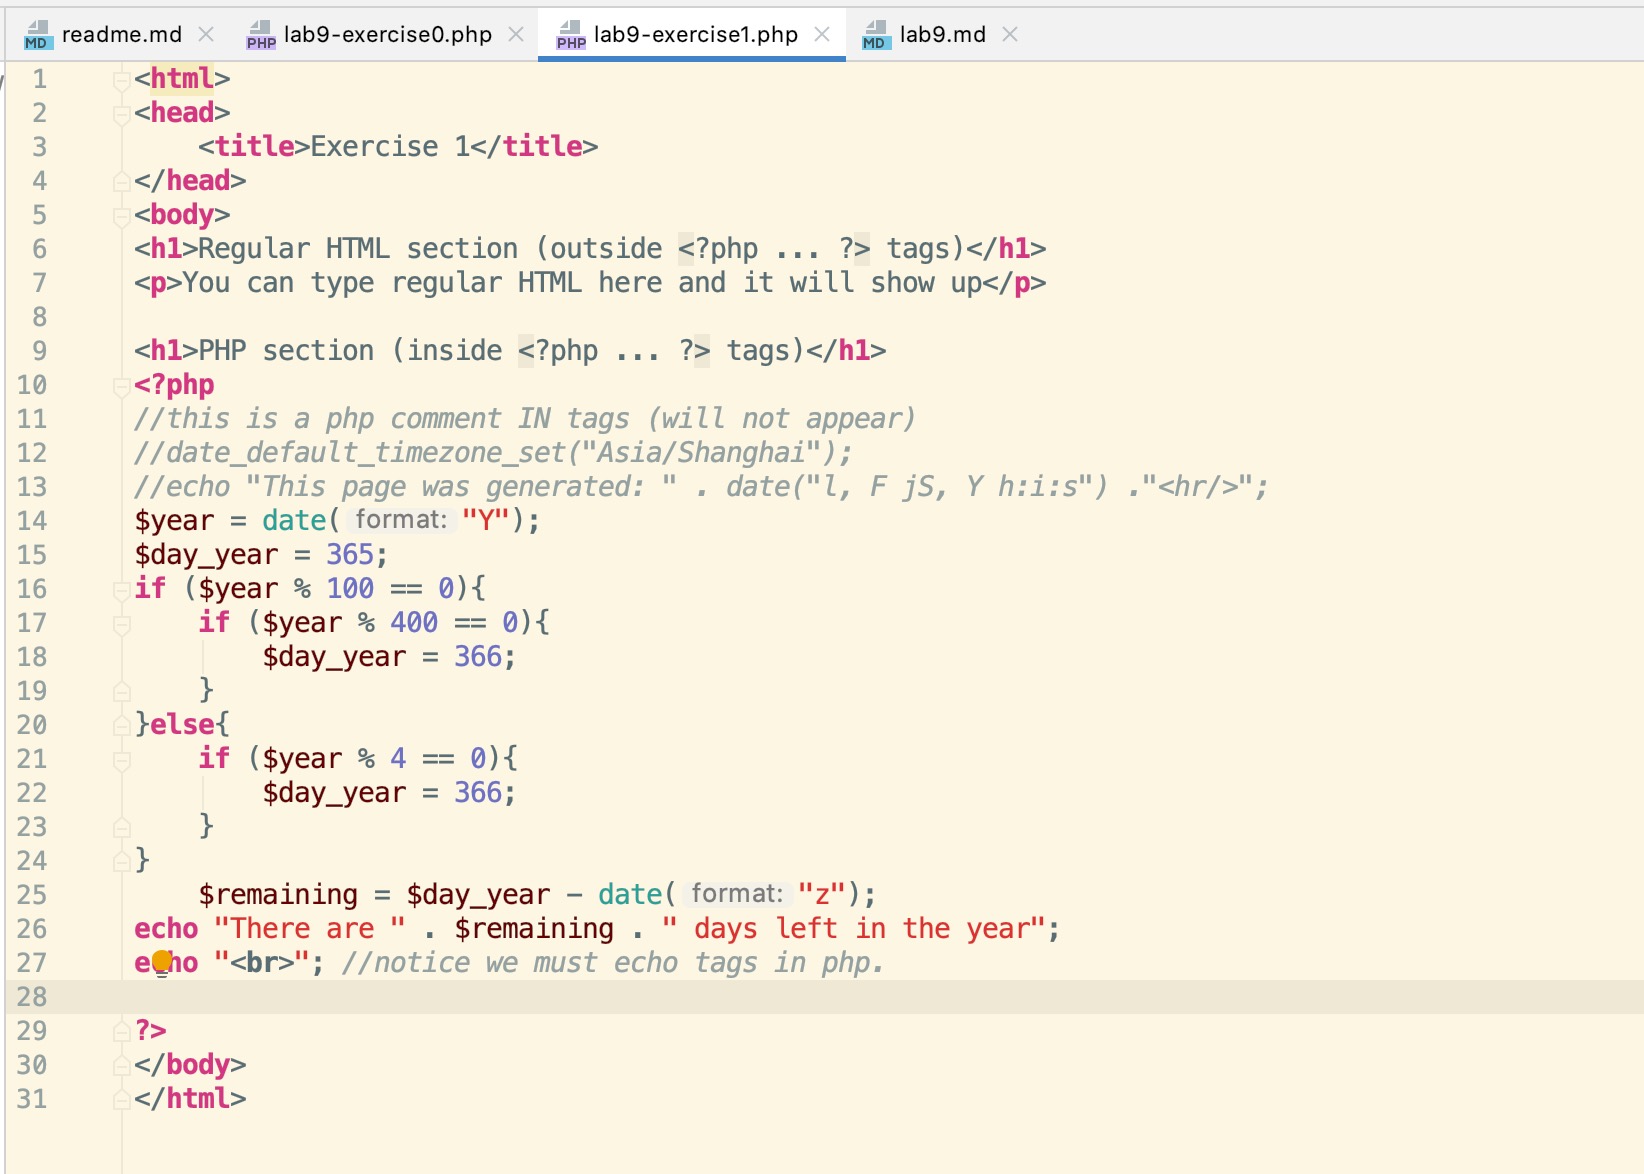 readme.md lab9-exercise0.php lab9-exercise1.php lab9.md
1 <html>
2 <head>
3     <title>Exercise 1</title>
4 </head>
5 <body>
6 <h1>Regular HTML section (outside <?php ... ?> tags)</h1>
7 <p>You can type regular HTML here and it will show up</p>
8
9 <h1>PHP section (inside <?php ... ?> tags)</h1>
10 <?php
11 //this is a php comment IN tags (will not appear)
12 //date_default_timezone_set("Asia/Shanghai");
13 //echo "This page was generated: " . date("l, F jS, Y h:i:s") ."<hr/>";
14 $year = date( format: "Y");
15 $day_year = 365;
16 if ($year % 100 == 0){
17     if ($year % 400 == 0){
18         $day_year = 366;
19     }
20 }else{
21     if ($year % 4 == 0){
22         $day_year = 366;
23     }
24 }
25     $remaining = $day_year - date( format: "z");
26 echo "There are " . $remaining . " days left in the year";
27 echo "<br>"; //notice we must echo tags in php.
28
29 ?>
30 </body>
31 </html>